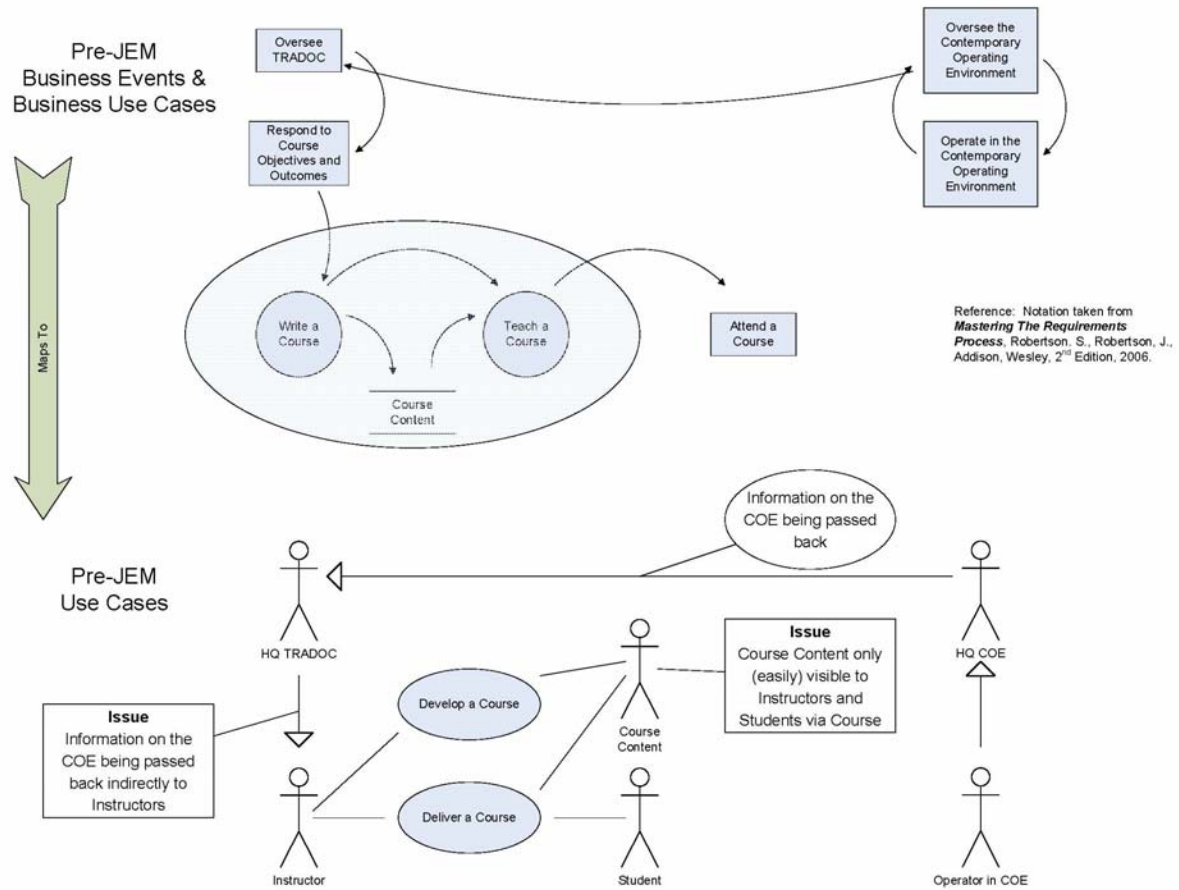 Pre-JEM
Business Events &
Business Use Cases
Oversee
TRADOC
Oversee the
Contemporary
Operating
Environment
Respond to
Course
Objectives and
Outcomes
Operate in the
Contemporary
Operating
Environment
Maps To
Write a
Course
Teach a
Course
Course
Content
Attend a
Course
Reference: Notation taken from
Mastering The Requirements
Process, Robertson. S., Robertson, J.,
Addison, Wesley, 2nd Edition, 2006.
Information on the
COE being passed
back
Pre-JEM
Use Cases
HQ TRADOC
HQ COE
Issue
Course Content only
(easily) visible to
Instructors and
Students via Course
Develop a Course
Course
Content
Issue
Information on the
COE being passed
back indirectly to
Instructors
Deliver a Course
Instructor
Student
Operator in COE